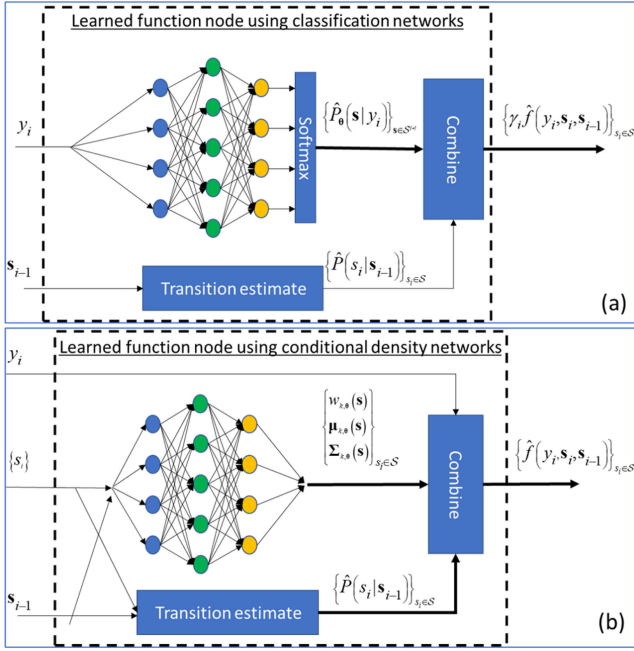 Learned function node using classification networks
y_i
Softmax
{P̂_θ(s|y_i)}_{s∈S^{|s|}}
Combine
{γ_i f̂(y_i, s_i, s_{i-1})}_{s_i∈S}
s_{i-1}
Transition estimate
{P̂(s_i|s_{i-1})}_{s_i∈S}
(a)
Learned function node using conditional density networks
y_i
{s_i}
{w_{k,θ}(s)
μ_{k,θ}(s)
Σ_{k,θ}(s)}_{s_i∈S}
Combine
{f̂(y_i, s_i, s_{i-1})}_{s_i∈S}
s_{i-1}
Transition estimate
{P̂(s_i|s_{i-1})}_{s_i∈S}
(b)